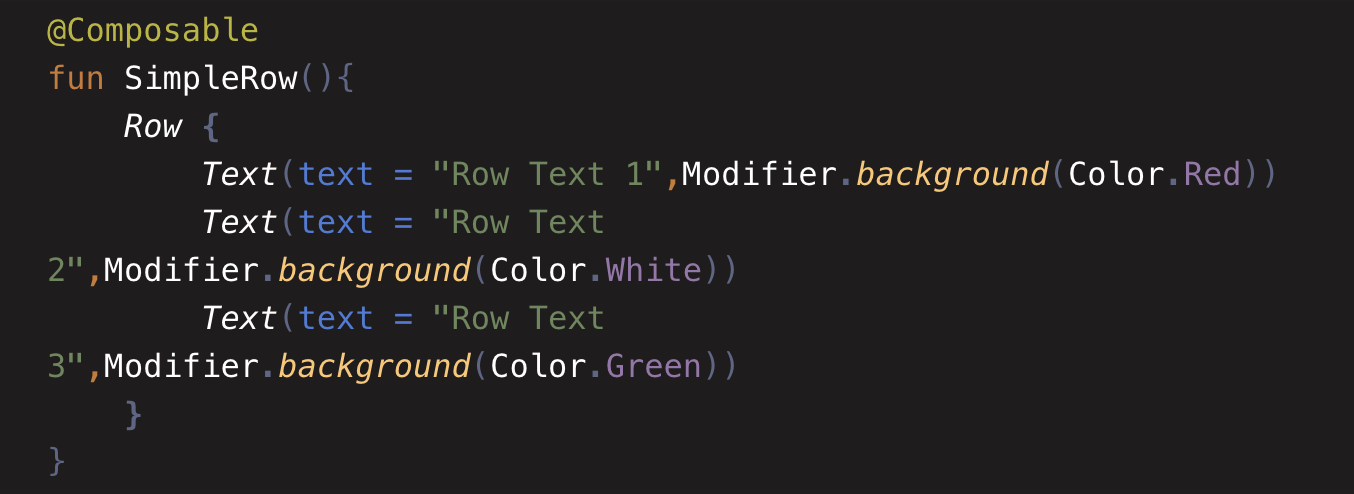 @Composable
fun SimpleRow(){
    Row {
        Text(text = "Row Text 1",Modifier.background(Color.Red))
        Text(text = "Row Text
2",Modifier.background(Color.White))
        Text(text = "Row Text
3",Modifier.background(Color.Green))
    }
}